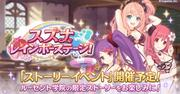 スズナ
レインボーステージ！
「ストーリーイベント」開催予定！
ルーセント学院の限定ストーリーをお楽しみに！